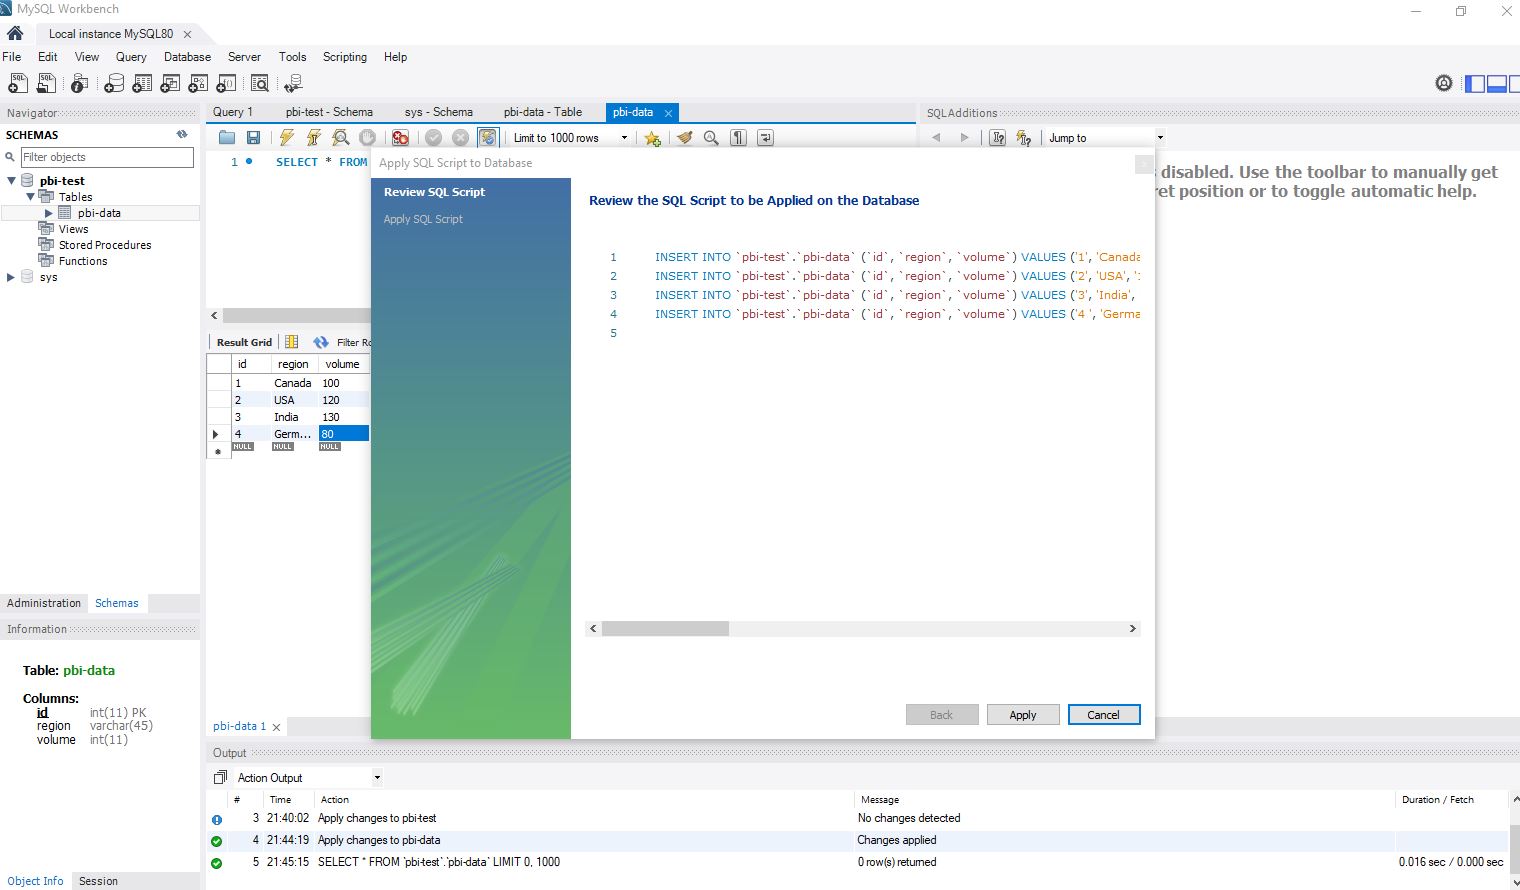 MySQL Workbench
Local instance MySQL80
File Edit View Query Database Server Tools Scripting Help
Navigator
SCHEMAS
Filter objects
pbi-test
Tables
pbi-data
Views
Stored Procedures
Functions
sys
Administration Schemas
Information
Table: pbi-data
Columns:
id int(11) PK
region varchar(45)
volume int(11)
Object Info Session
Query 1 pbi-test - Schema sys - Schema pbi-data - Table pbi-data
Limit to 1000 rows
1 SELECT * FROM
Result Grid Filter Ro
id region volume
1 Canada 100
2 USA 120
3 India 130
4 Germ... 80
NULL NULL NULL
pbi-data 1
SQL Additions
Jump to
disabled. Use the toolbar to manually get
et position or to toggle automatic help.
Apply SQL Script to Database
Review SQL Script
Apply SQL Script
Review the SQL Script to be Applied on the Database
1 INSERT INTO `pbi-test`.`pbi-data` (`id`, `region`, `volume`) VALUES ('1', 'Canada
2 INSERT INTO `pbi-test`.`pbi-data` (`id`, `region`, `volume`) VALUES ('2', 'USA', '1
3 INSERT INTO `pbi-test`.`pbi-data` (`id`, `region`, `volume`) VALUES ('3', 'India',
4 INSERT INTO `pbi-test`.`pbi-data` (`id`, `region`, `volume`) VALUES ('4 ', 'Germa
5
Back Apply Cancel
Output
Action Output
# Time Action Message Duration / Fetch
3 21:40:02 Apply changes to pbi-test No changes detected
4 21:44:19 Apply changes to pbi-data Changes applied
5 21:45:15 SELECT * FROM `pbi-test`.`pbi-data` LIMIT 0, 1000 0 row(s) returned 0.016 sec / 0.000 sec